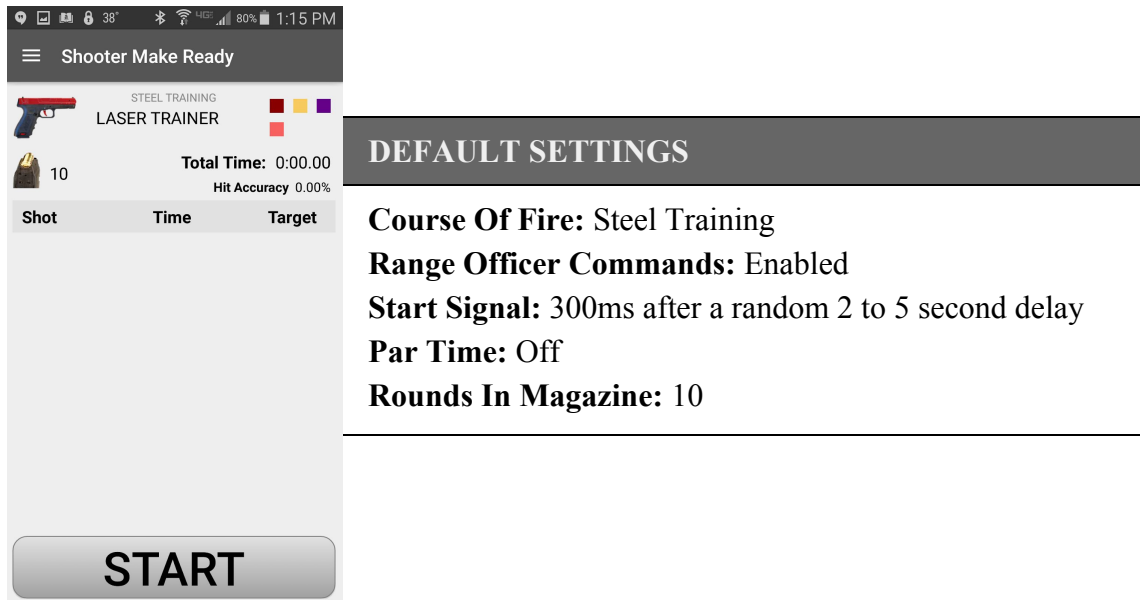 38° 4G 80% 1:15 PM
Shooter Make Ready
STEEL TRAINING
LASER TRAINER
10
Total Time: 0:00.00
Hit Accuracy 0.00%
Shot Time Target
START
DEFAULT SETTINGS
Course Of Fire: Steel Training
Range Officer Commands: Enabled
Start Signal: 300ms after a random 2 to 5 second delay
Par Time: Off
Rounds In Magazine: 10